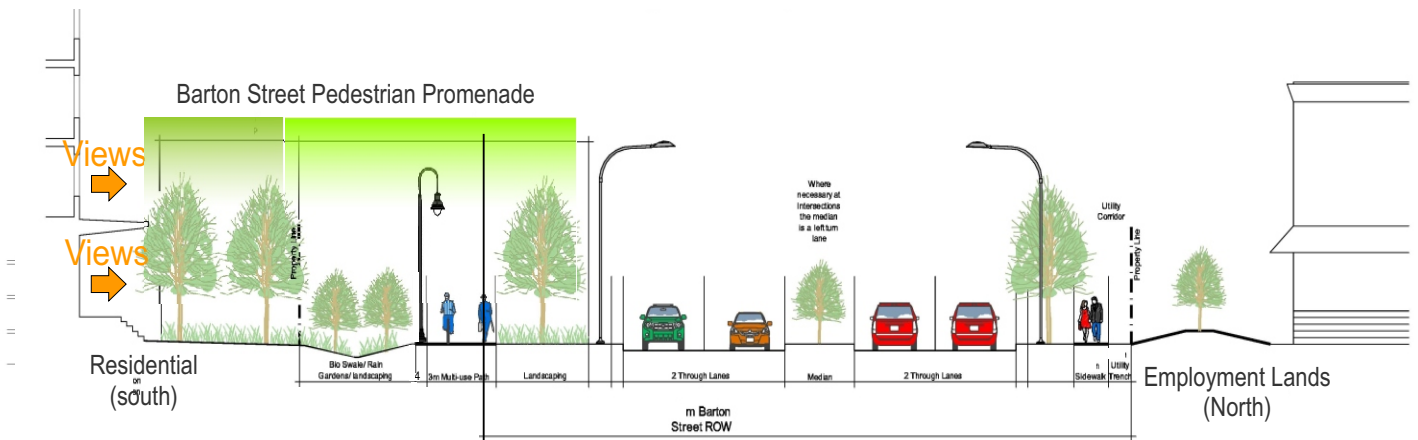 Barton Street Pedestrian Promenade
Views
Views
Property Line
Where
necessary at
Intersections
the median
is a left turn
lane
Utility
Corridor
Property Line
Residential
(south)
Bio Swale/ Rain
Gardens/ landscaping
4
3m Multi-use Path
Landscaping
2 Through Lanes
Median
2 Through Lanes
Sidewalk
Utility
Trench
Employment Lands
(North)
m Barton
Street ROW